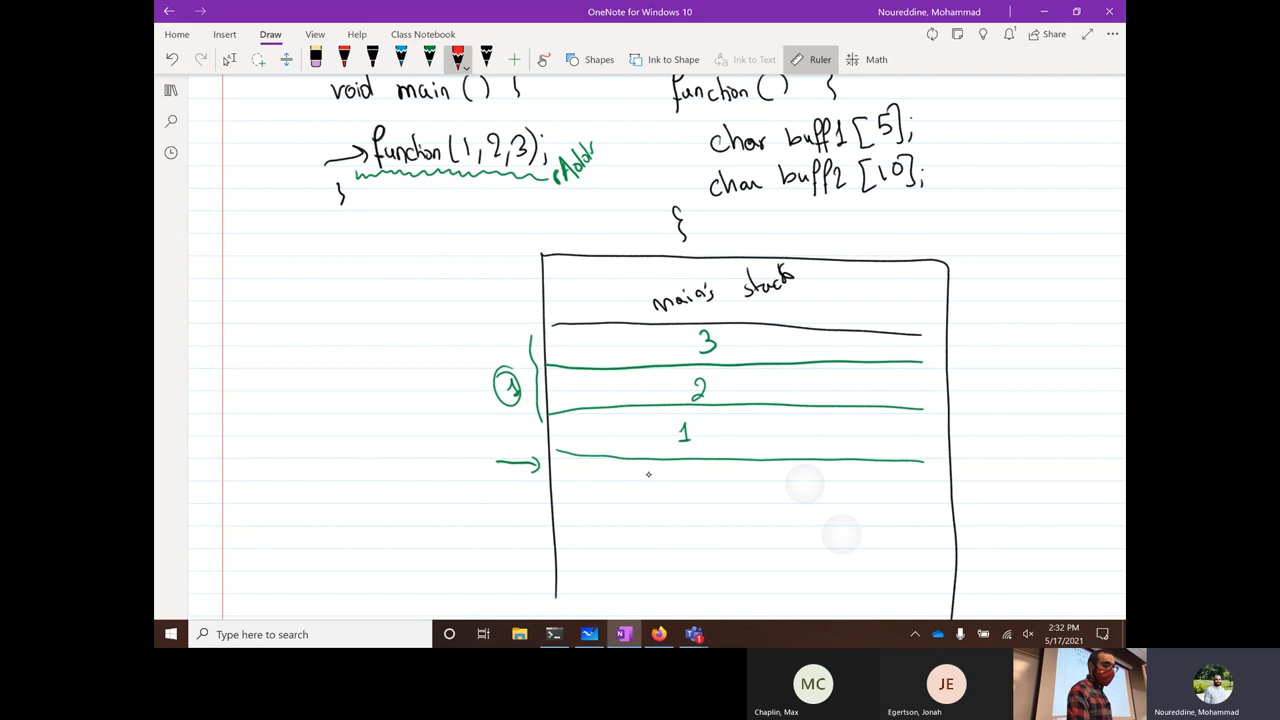 OneNote for Windows 10
Noureddine, Mohammad
Home Insert Draw View Help Class Notebook
Share
Shapes
Ink to Shape
Ink to Text
Ruler
Math
void main () {
function(1,2,3);
rAddr
}
function() {
char buff1 [5];
char buff2 [10];
}
main's stack
3
2
1
1
Type here to search
2:32 PM
5/17/2021
MC
Chaplin, Max
JE
Egertson, Jonah
Noureddine, Mohammad